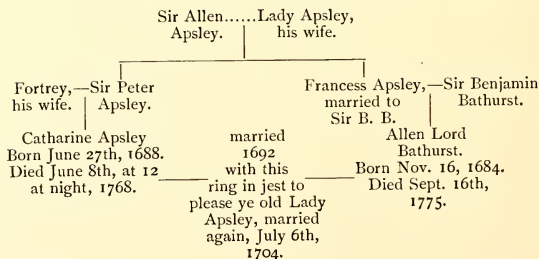 Sir Allen......Lady Apsley,
Apsley. his wife.
Fortrey,—Sir Peter
his wife. Apsley.
Francess Apsley,—Sir Benjamin
married to Bathurst.
Sir B. B.
Catharine Apsley
Born June 27th, 1688.
Died June 8th, at 12
at night, 1768.
married
1692
with this
ring in jest to
please ye old Lady
Apsley, married
again, July 6th,
1704.
Allen Lord
Bathurst.
Born Nov. 16, 1684.
Died Sept. 16th,
1775.